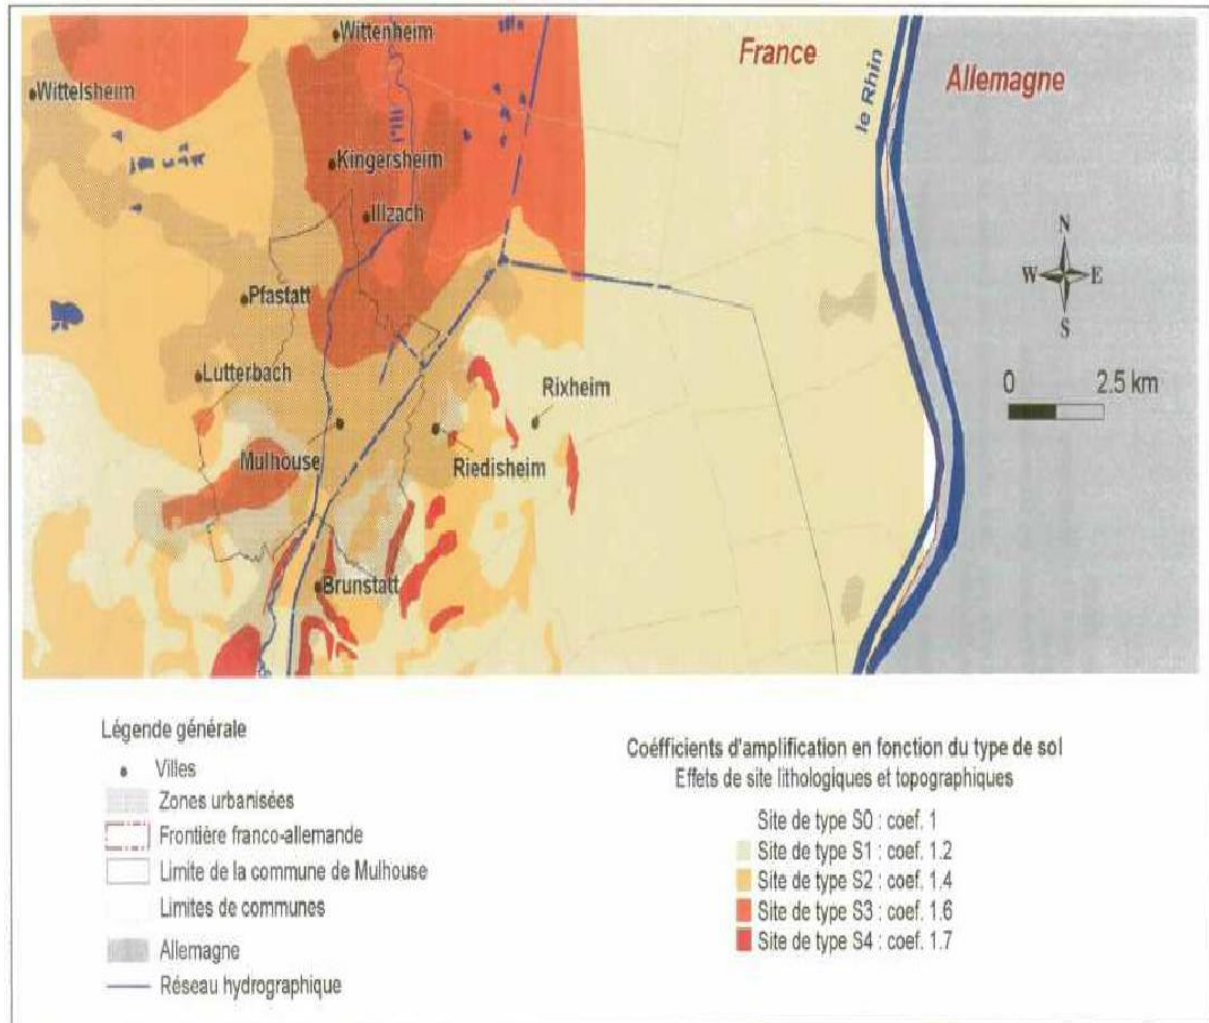 Wittenheim
France
Allemagne
le Rhin
Wittelsheim
l'Ill
Kingersheim
Illzach
N
W E
S
Pfastatt
Lutterbach
Rixheim
0 2.5 km
Mulhouse
Riedisheim
Brunstatt
Légende générale
Villes
Zones urbanisées
Frontière franco-allemande
Limite de la commune de Mulhouse
Limites de communes
Allemagne
Réseau hydrographique
Coéfficients d'amplification en fonction du type de sol
Effets de site lithologiques et topographiques
Site de type S0 : coef. 1
Site de type S1 : coef. 1.2
Site de type S2 : coef. 1.4
Site de type S3 : coef. 1.6
Site de type S4 : coef. 1.7